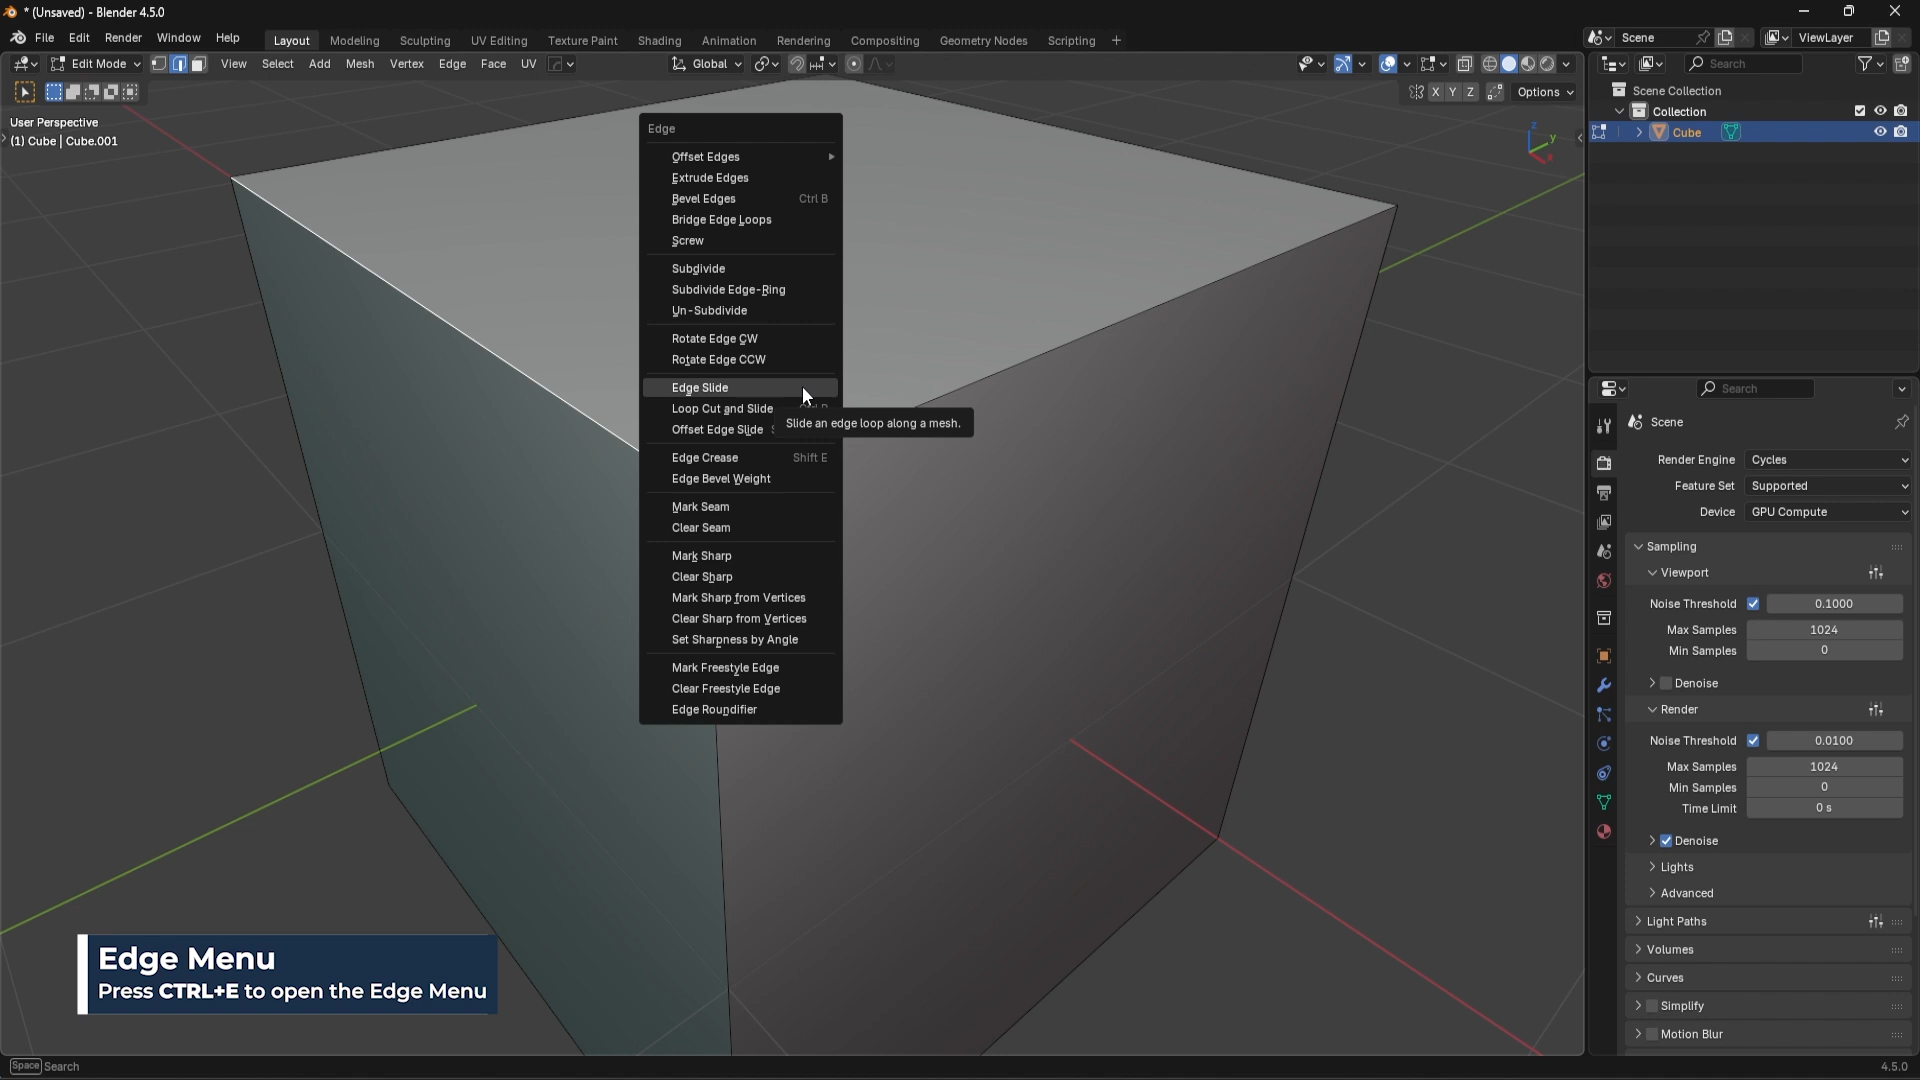 * (Unsaved) - Blender 4.5.0
File Edit Render Window Help
Layout Modeling Sculpting UV Editing Texture Paint Shading Animation Rendering Compositing Geometry Nodes Scripting +
Scene
ViewLayer
Edit Mode
View Select Add Mesh Vertex Edge Face UV
Global
Search
X Y Z
Options
User Perspective
(1) Cube | Cube.001
Z
Y
X
Scene Collection
Collection
Cube
Edge
Offset Edges
Extrude Edges
Bevel Edges Ctrl B
Bridge Edge Loops
Screw
Subdivide
Subdivide Edge-Ring
Un-Subdivide
Rotate Edge CW
Rotate Edge CCW
Edge Slide
Loop Cut and Slide
Offset Edge Slide
Slide an edge loop along a mesh.
Edge Crease Shift E
Edge Bevel Weight
Mark Seam
Clear Seam
Mark Sharp
Clear Sharp
Mark Sharp from Vertices
Clear Sharp from Vertices
Set Sharpness by Angle
Mark Freestyle Edge
Clear Freestyle Edge
Edge Roundifier
Search
Scene
Render Engine Cycles
Feature Set Supported
Device GPU Compute
Sampling
Viewport
Noise Threshold 0.1000
Max Samples 1024
Min Samples 0
Denoise
Render
Noise Threshold 0.0100
Max Samples 1024
Min Samples 0
Time Limit 0 s
Denoise
Lights
Advanced
Light Paths
Volumes
Curves
Simplify
Motion Blur
Edge Menu
Press CTRL+E to open the Edge Menu
Space Search
4.5.0